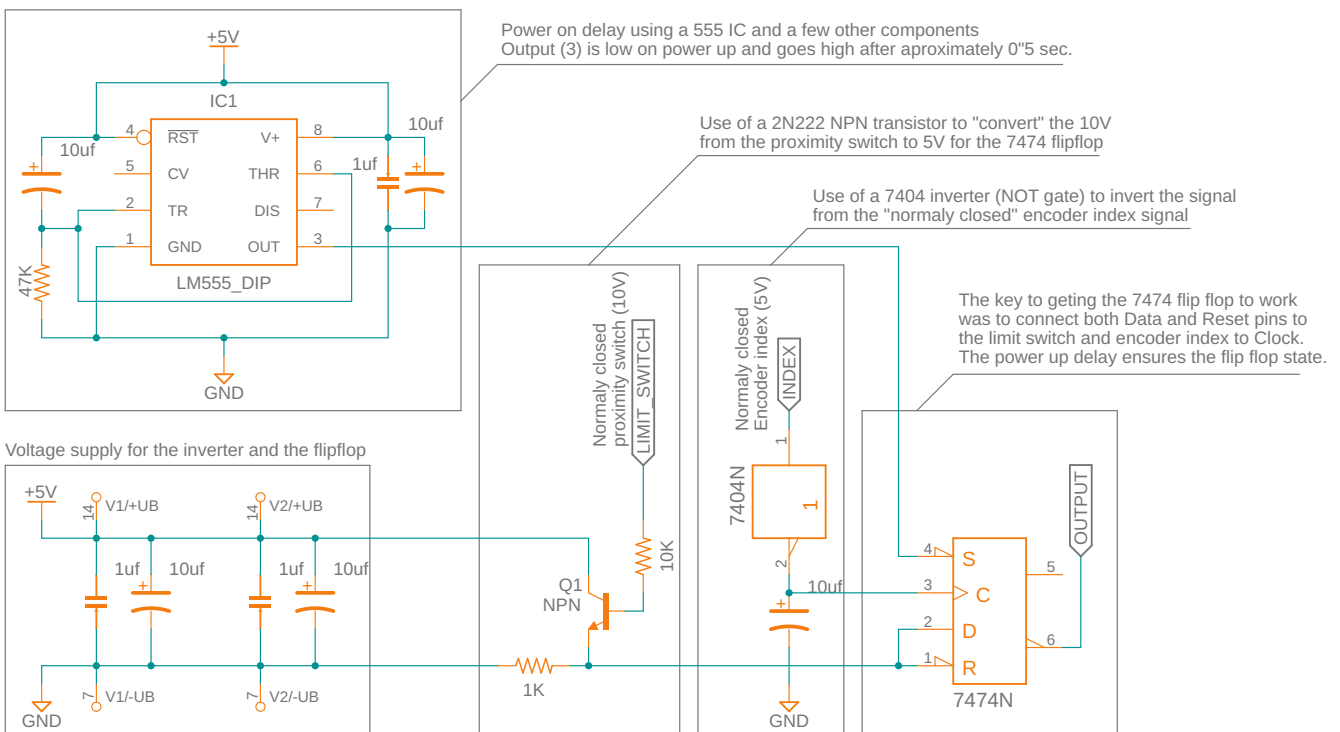 Power on delay using a 555 IC and a few other components
Output (3) is low on power up and goes high after aproximately 0"5 sec.
+5V
IC1
4
RST
V+
8
10uf
10uf
5
CV
THR
6
1uf
2
TR
DIS
7
1
GND
OUT
3
47K
LM555_DIP
GND
Use of a 2N222 NPN transistor to "convert" the 10V
from the proximity switch to 5V for the 7474 flipflop
Use of a 7404 inverter (NOT gate) to invert the signal
from the "normaly closed" encoder index signal
The key to geting the 7474 flip flop to work
was to connect both Data and Reset pins to
the limit switch and encoder index to Clock.
The power up delay ensures the flip flop state.
Voltage supply for the inverter and the flipflop
+5V
14
V1/+UB
14
V2/+UB
1uf
10uf
1uf
10uf
7
V1/-UB
7
V2/-UB
GND
Normaly closed
proximity switch (10V)
LIMIT_SWITCH
10K
Q1
NPN
1K
Normaly closed
Encoder index (5V)
INDEX
1
7404N
1
2
10uf
GND
4
S
5
3
C
2
D
6
1
R
7474N
OUTPUT